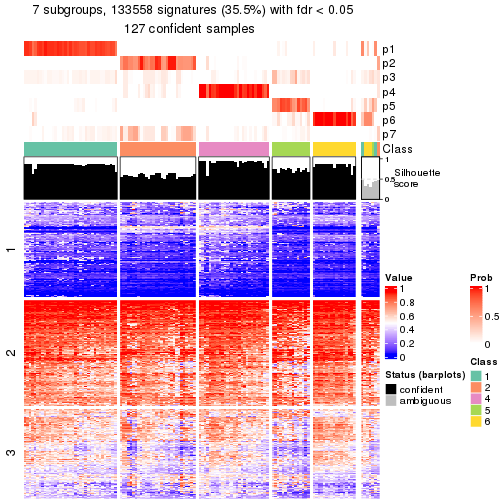 7 subgroups, 133558 signatures (35.5%) with fdr < 0.05
127 confident samples
p1
p2
p3
p4
p5
p6
p7
Class
1
0.5
0
Silhouette
score
1
2
3
Value
1
0.8
0.6
0.4
0.2
0
Prob
1
0.5
0
Status (barplots)
confident
ambiguous
Class
1
2
4
5
6